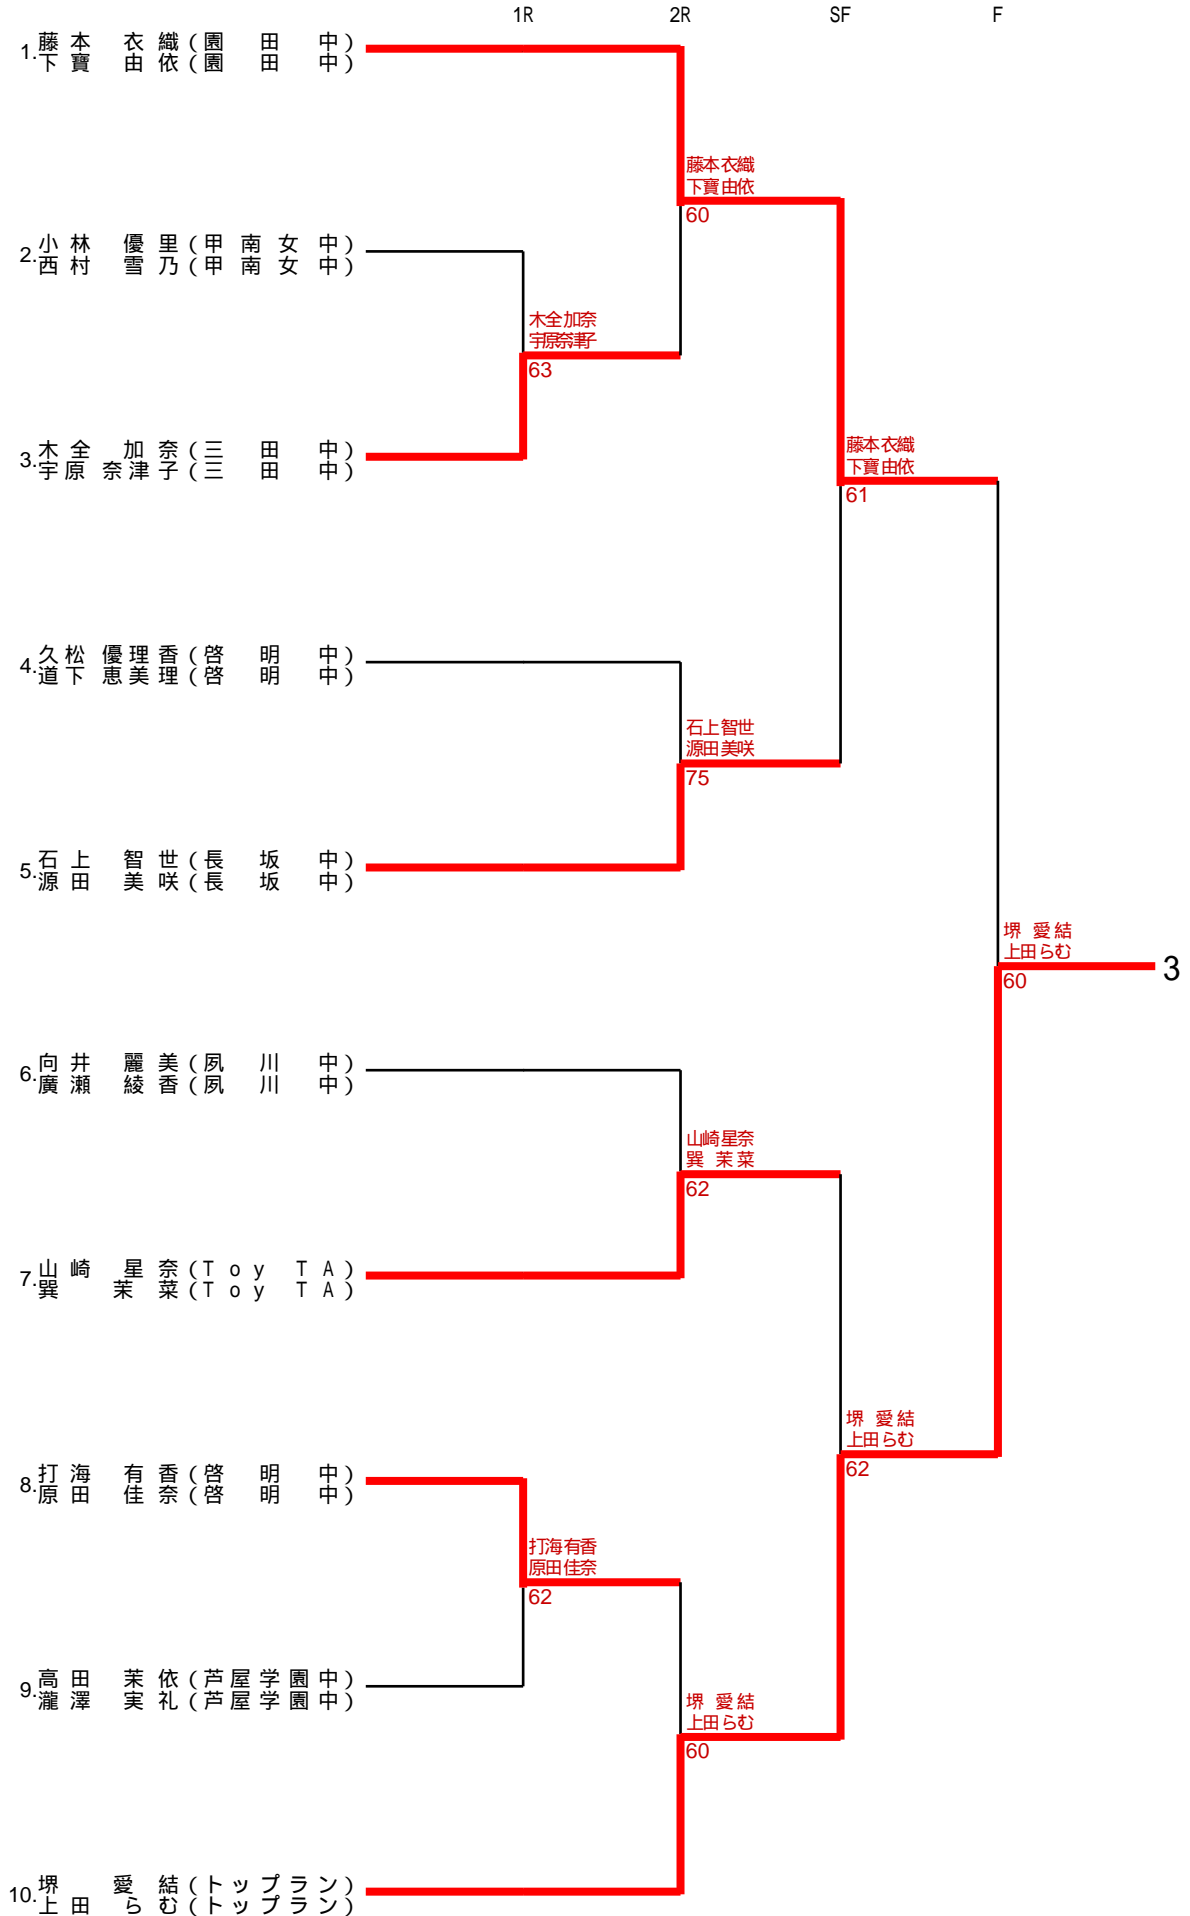 1R 2R SF F
1. 藤本 衣織(園田中)
下寶 由依(園田中)
藤本衣織
下寶由依
60
2. 小林 優里(甲南女中)
西村 雪乃(甲南女中)
木全加奈
宇原奈津子
63
3. 木全 加奈(三田中)
宇原 奈津子(三田中)
藤本衣織
下寶由依
61
4. 久松 優理香(啓明中)
道下 恵美理(啓明中)
石上智世
源田美咲
75
5. 石上 智世(長坂中)
源田 美咲(長坂中)
堺 愛結
上田らむ
60
3
6. 向井 麗美(夙川中)
廣瀬 綾香(夙川中)
山崎星奈
巽 茉菜
62
7. 山崎 星奈(Toy TA)
巽 茉菜(Toy TA)
堺 愛結
上田らむ
62
8. 打海 有香(啓明中)
原田 佳奈(啓明中)
打海有香
原田佳奈
62
9. 高田 茉依(芦屋学園中)
瀧澤 実礼(芦屋学園中)
堺 愛結
上田らむ
60
10. 堺 愛結(トップラン)
上田 らむ(トップラン)